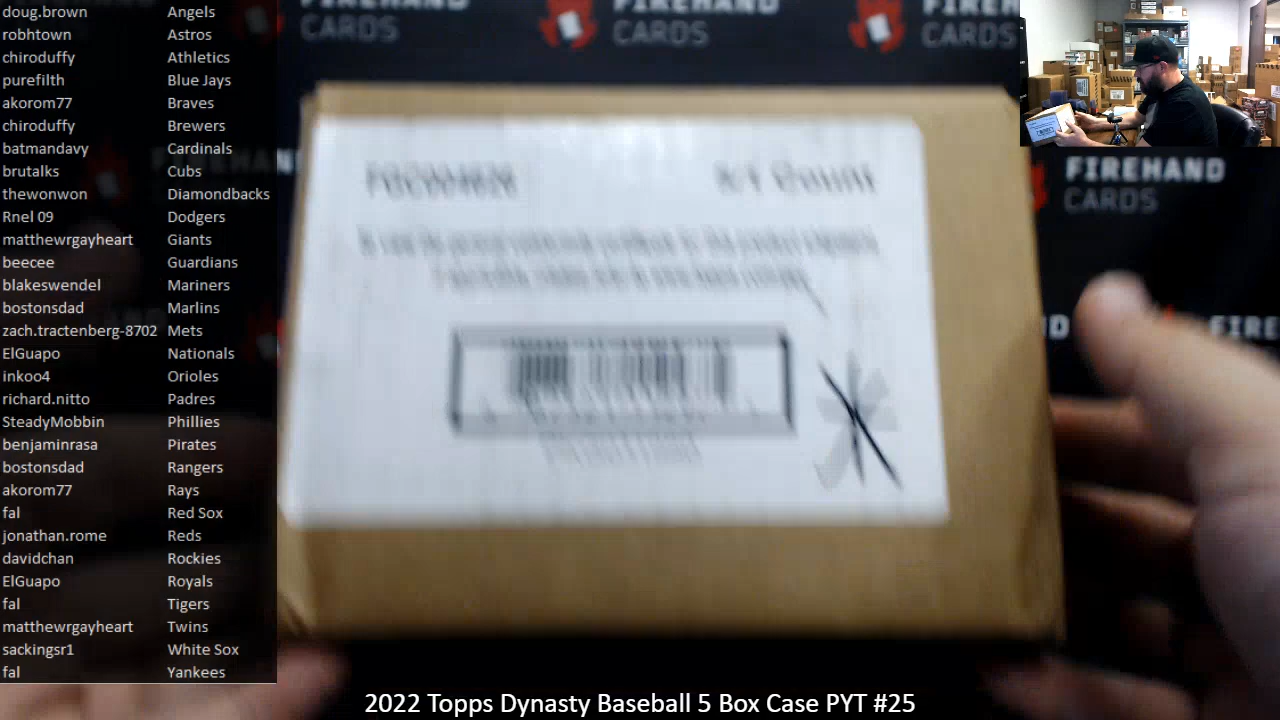 doug.brown Angels
robhtown Astros
chiroduffy Athletics
purefilth Blue Jays
akorom77 Braves
chiroduffy Brewers
batmandavy Cardinals
brutalks Cubs
thewonwon Diamondbacks
Rnel 09 Dodgers
matthewrgayheart Giants
beecee Guardians
blakeswendel Mariners
bostonsdad Marlins
zach.tractenberg-8702 Mets
ElGuapo Nationals
inkoo4 Orioles
richard.nitto Padres
SteadyMobbin Phillies
benjaminrasa Pirates
bostonsdad Rangers
akorom77 Rays
fal Red Sox
jonathan.rome Reds
davidchan Rockies
ElGuapo Royals
fal Tigers
matthewrgayheart Twins
sackingsr1 White Sox
fal Yankees
FIREHAND
CARDS
FIREHAND
CARDS
FIREH
CARDS
Count
FIREHAND
CARDS
ND
FIRE
2022 Topps Dynasty Baseball 5 Box Case PYT #25